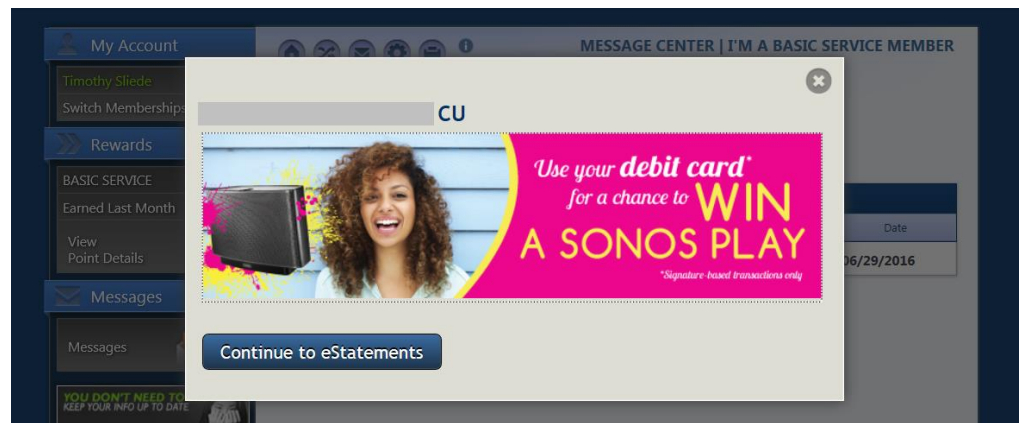 My Account
Timothy Sliede
Switch Memberships
Rewards
BASIC SERVICE
Earned Last Month
View
Point Details
Messages
Messages
YOU DON'T NEED TO
KEEP YOUR INFO UP TO DATE
MESSAGE CENTER | I'M A BASIC SERVICE MEMBER
Date
06/29/2016
CU
Use your debit card*
for a chance to WIN
A SONOS PLAY
*Signature-based transactions only
Continue to eStatements